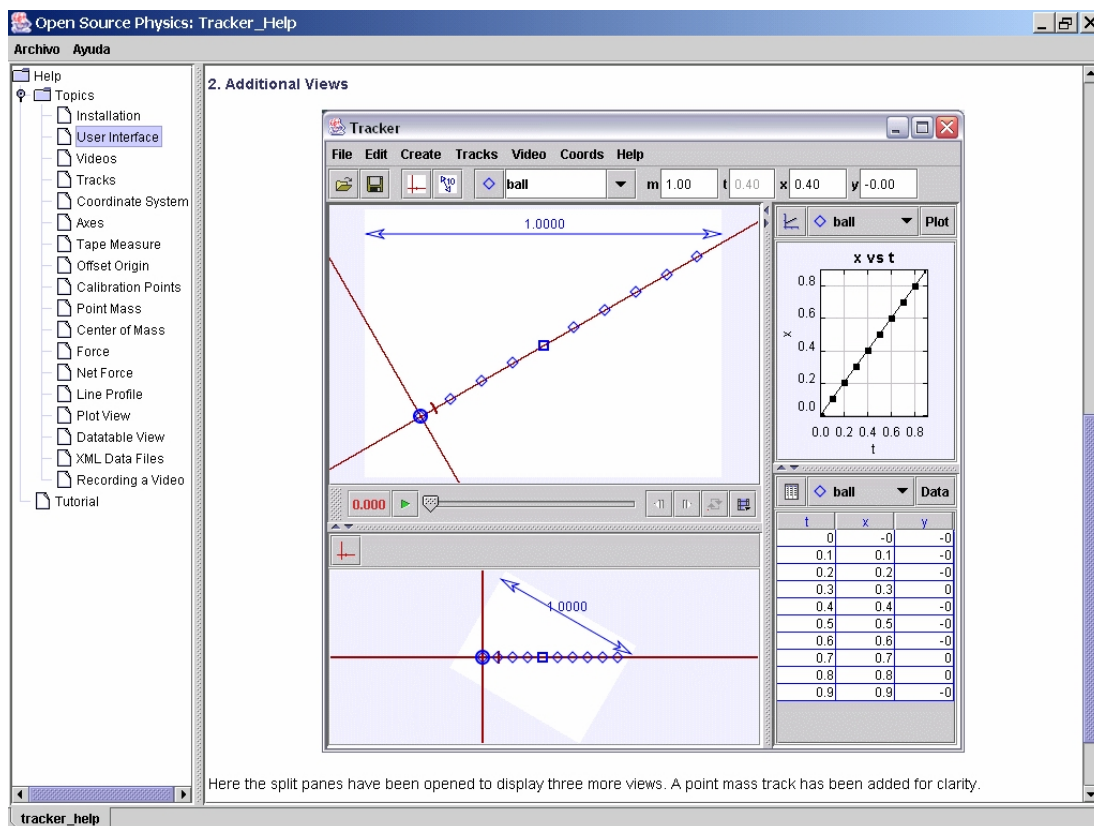 Open Source Physics: Tracker_Help
Archivo Ayuda
Help
Topics
Installation
User Interface
Videos
Tracks
Coordinate System
Axes
Tape Measure
Offset Origin
Calibration Points
Point Mass
Center of Mass
Force
Net Force
Line Profile
Plot View
Datatable View
XML Data Files
Recording a Video
Tutorial
2. Additional Views
Tracker
File Edit Create Tracks Video Coords Help
ball m 1.00 t 0.40 x 0.40 y -0.00
1.0000
0.000
1.0000
ball Plot
x vs t
0.8
0.6
x
0.4
0.2
0.0
0.0 0.2 0.4 0.6 0.8
t
ball Data
t x y
0 -0 -0
0.1 0.1 -0
0.2 0.2 -0
0.3 0.3 0
0.4 0.4 -0
0.5 0.5 -0
0.6 0.6 -0
0.7 0.7 0
0.8 0.8 0
0.9 0.9 -0
Here the split panes have been opened to display three more views. A point mass track has been added for clarity.
tracker_help